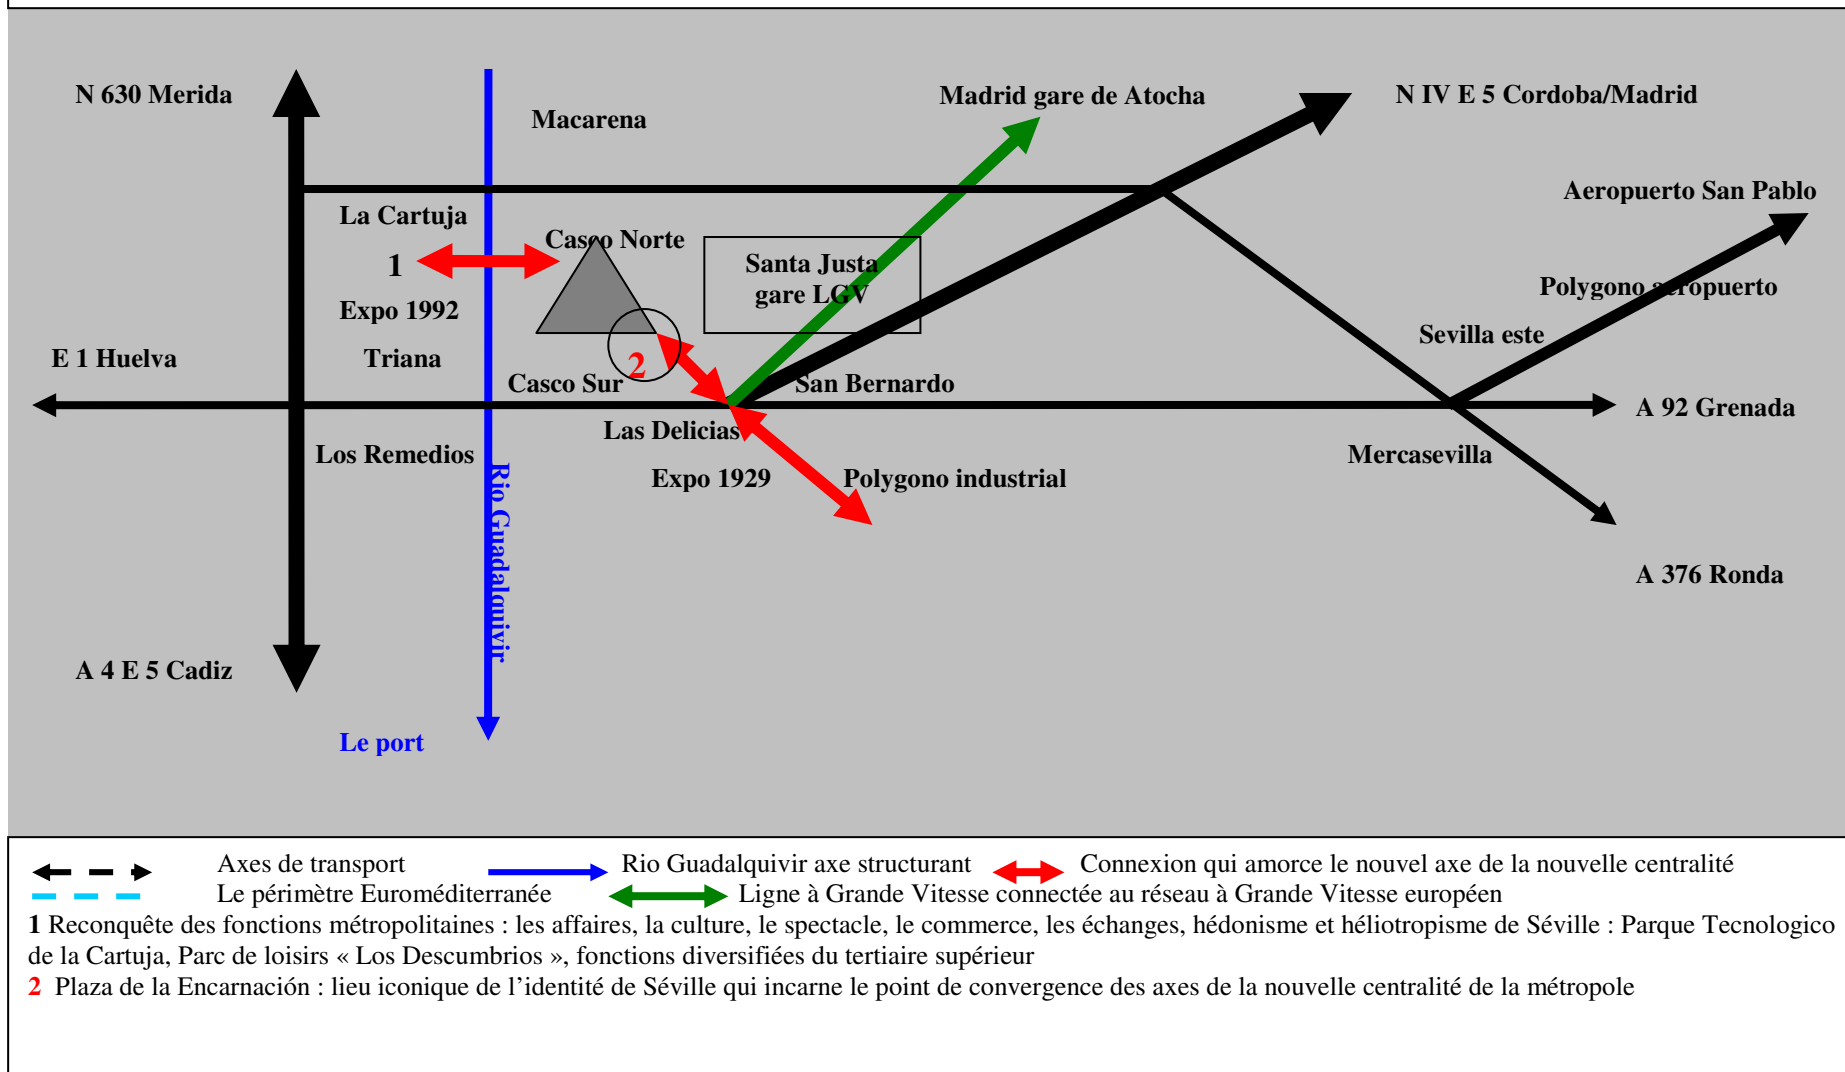 N 630 Merida
Madrid gare de Atocha
N IV E 5 Cordoba/Madrid
Macarena
Aeropuerto San Pablo
La Cartuja
Casco Norte
1
Santa Justa
gare LGV
Polygono aeropuerto
Expo 1992
Sevilla este
E 1 Huelva
Triana
2
Casco Sur
San Bernardo
A 92 Grenada
Las Delicias
Los Remedios
Mercasevilla
Expo 1929
Polygono industrial
Rio Guadalquivir
A 376 Ronda
A 4 E 5 Cadiz
Le port
Axes de transport
Rio Guadalquivir axe structurant
Connexion qui amorce le nouvel axe de la nouvelle centralité
Le périmètre Euroméditerranée
Ligne à Grande Vitesse connectée au réseau à Grande Vitesse européen
1 Reconquête des fonctions métropolitaines : les affaires, la culture, le spectacle, le commerce, les échanges, hédonisme et héliotropisme de Séville : Parque Tecnologico
de la Cartuja, Parc de loisirs « Los Descumbrios », fonctions diversifiées du tertiaire supérieur
2 Plaza de la Encarnación : lieu iconique de l'identité de Séville qui incarne le point de convergence des axes de la nouvelle centralité de la métropole